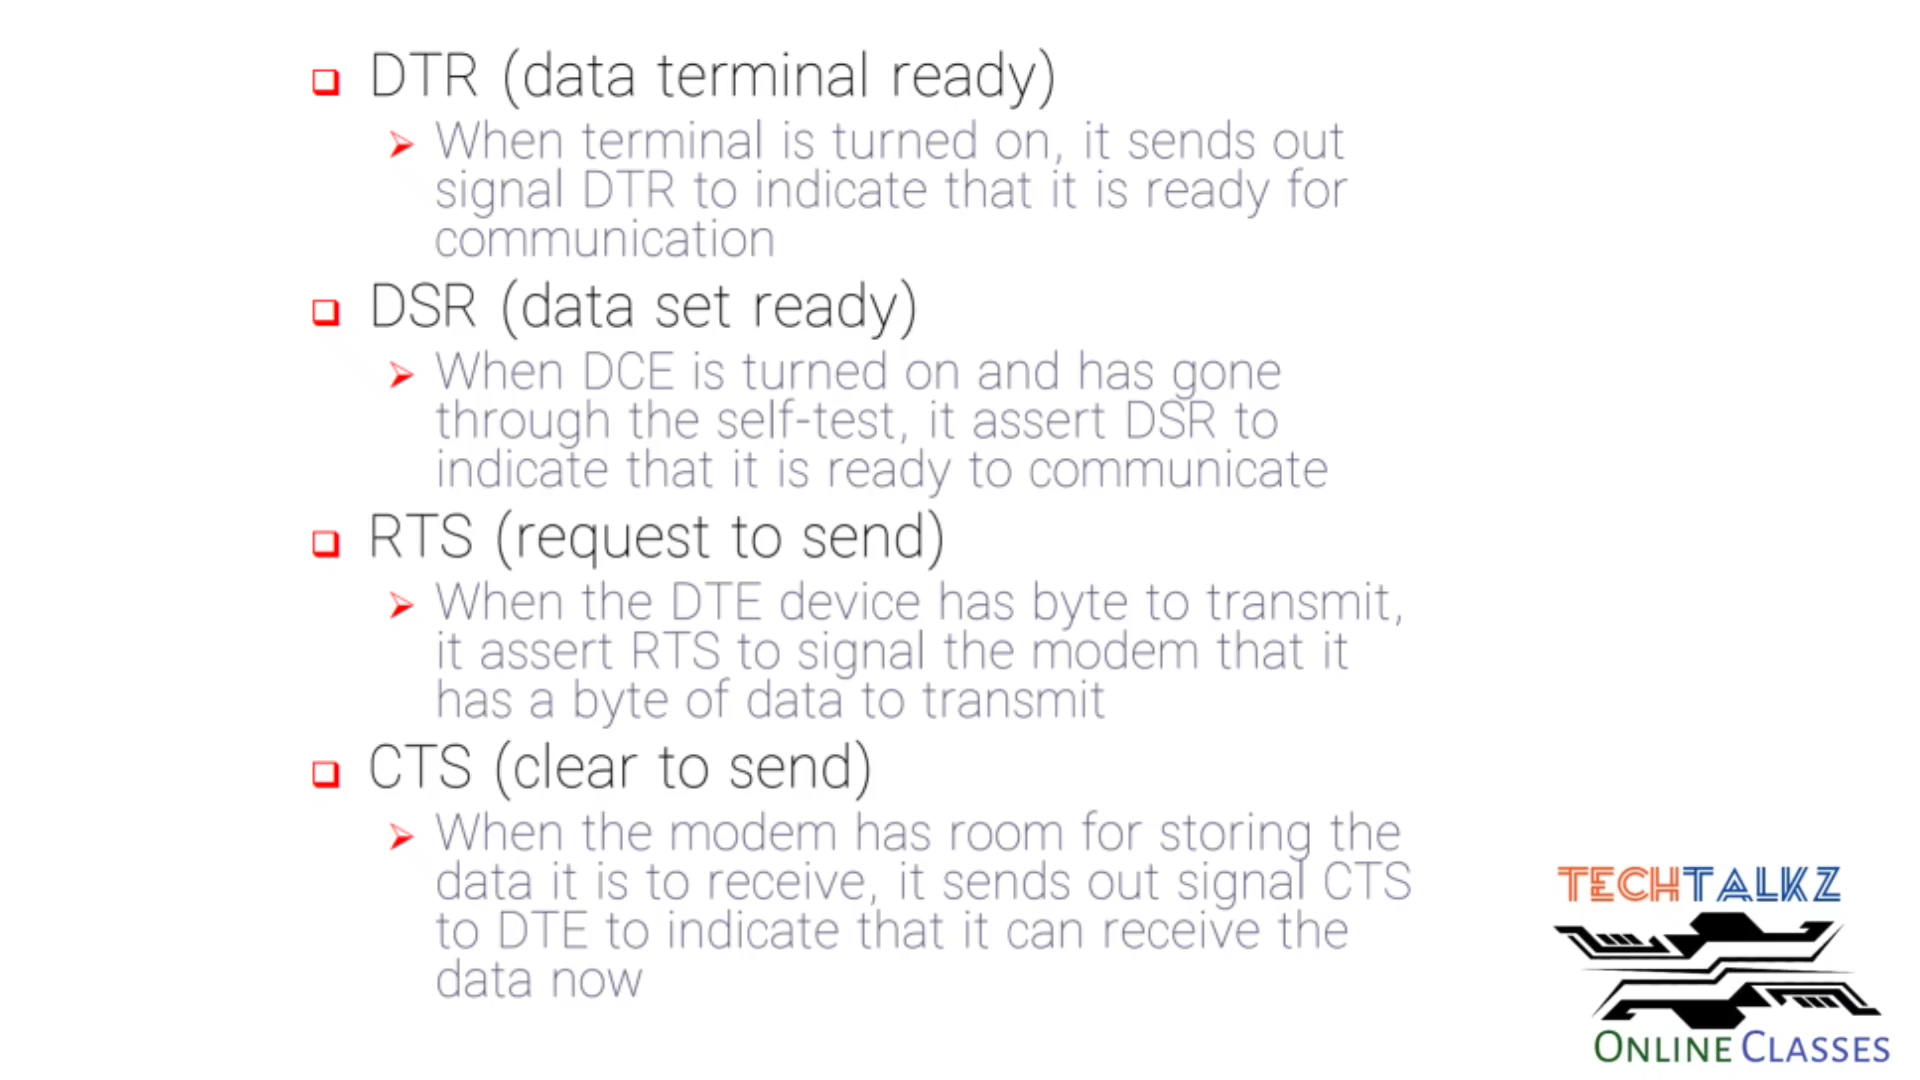 DTR (data terminal ready)
When terminal is turned on, it sends out
signal DTR to indicate that it is ready for
communication
DSR (data set ready)
When DCE is turned on and has gone
through the self-test, it assert DSR to
indicate that it is ready to communicate
RTS (request to send)
When the DTE device has byte to transmit,
it assert RTS to signal the modem that it
has a byte of data to transmit
CTS (clear to send)
When the modem has room for storing the
data it is to receive, it sends out signal CTS
to DTE to indicate that it can receive the
data now
TECHTALKZ
ONLINE CLASSES